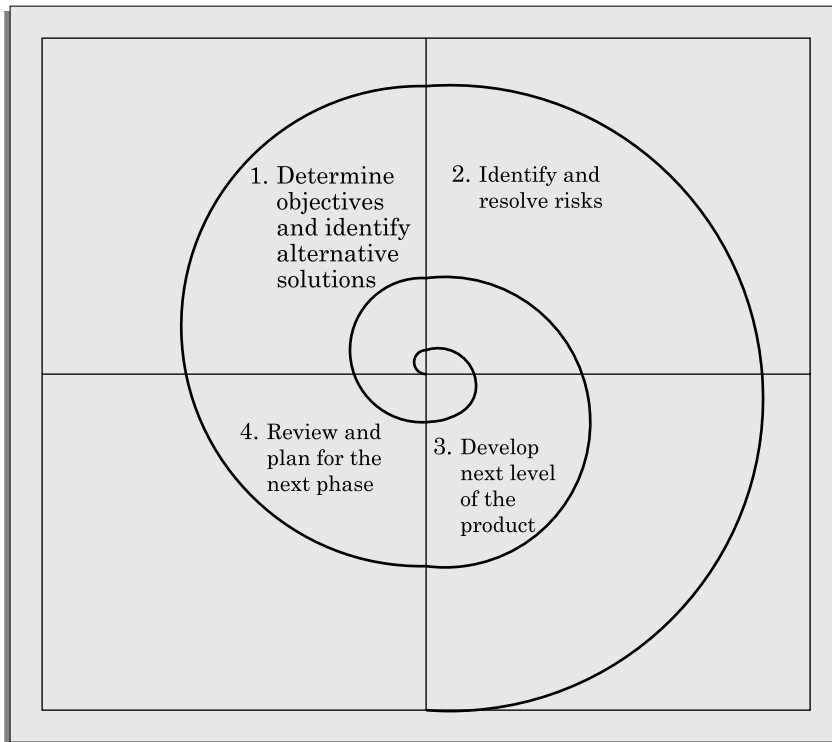 1. Determine
objectives
and identify
alternative
solutions
2. Identify and
resolve risks
4. Review and
plan for the
next phase
3. Develop
next level
of the
product